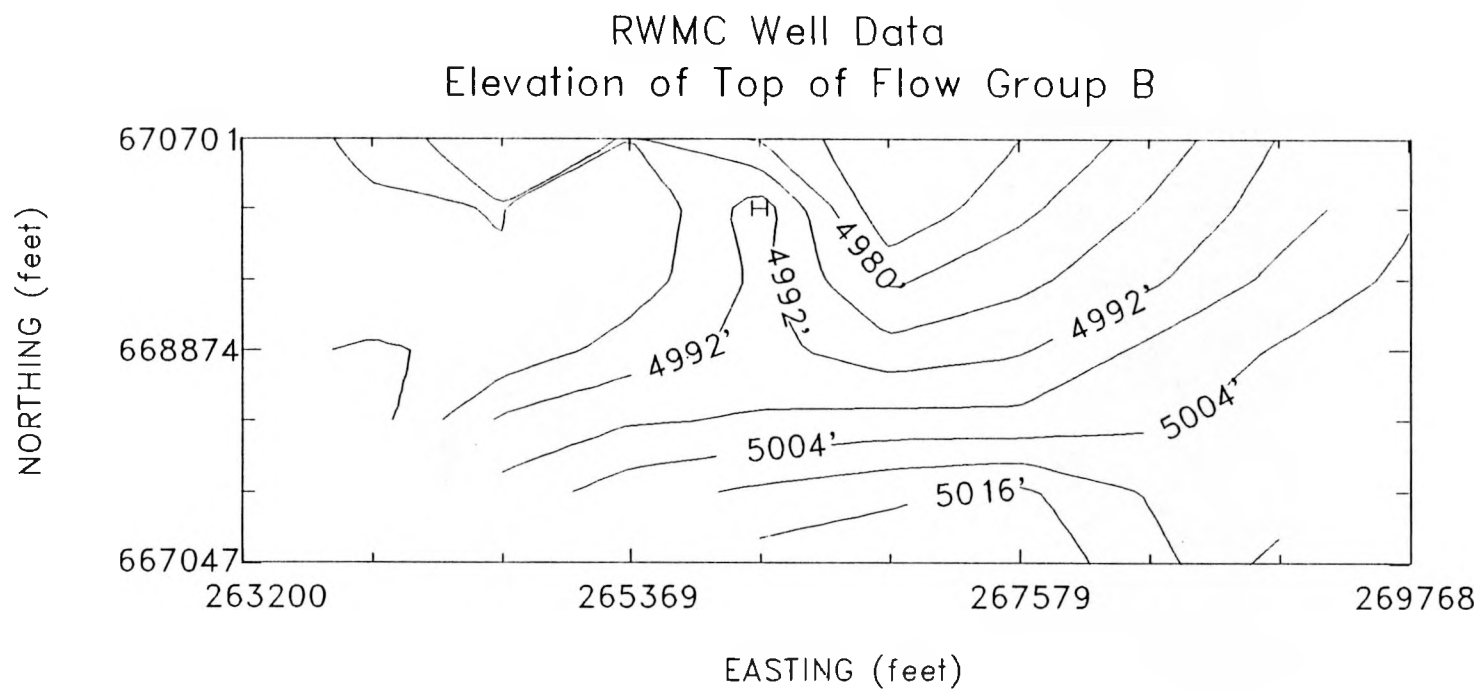 RWMC Well Data
Elevation of Top of Flow Group B
670701
H
4980'
4992'
4992'
668874
4992'
5004'
5004'
5016'
667047
263200 265369 267579 269768
NORTHING (feet)
EASTING (feet)